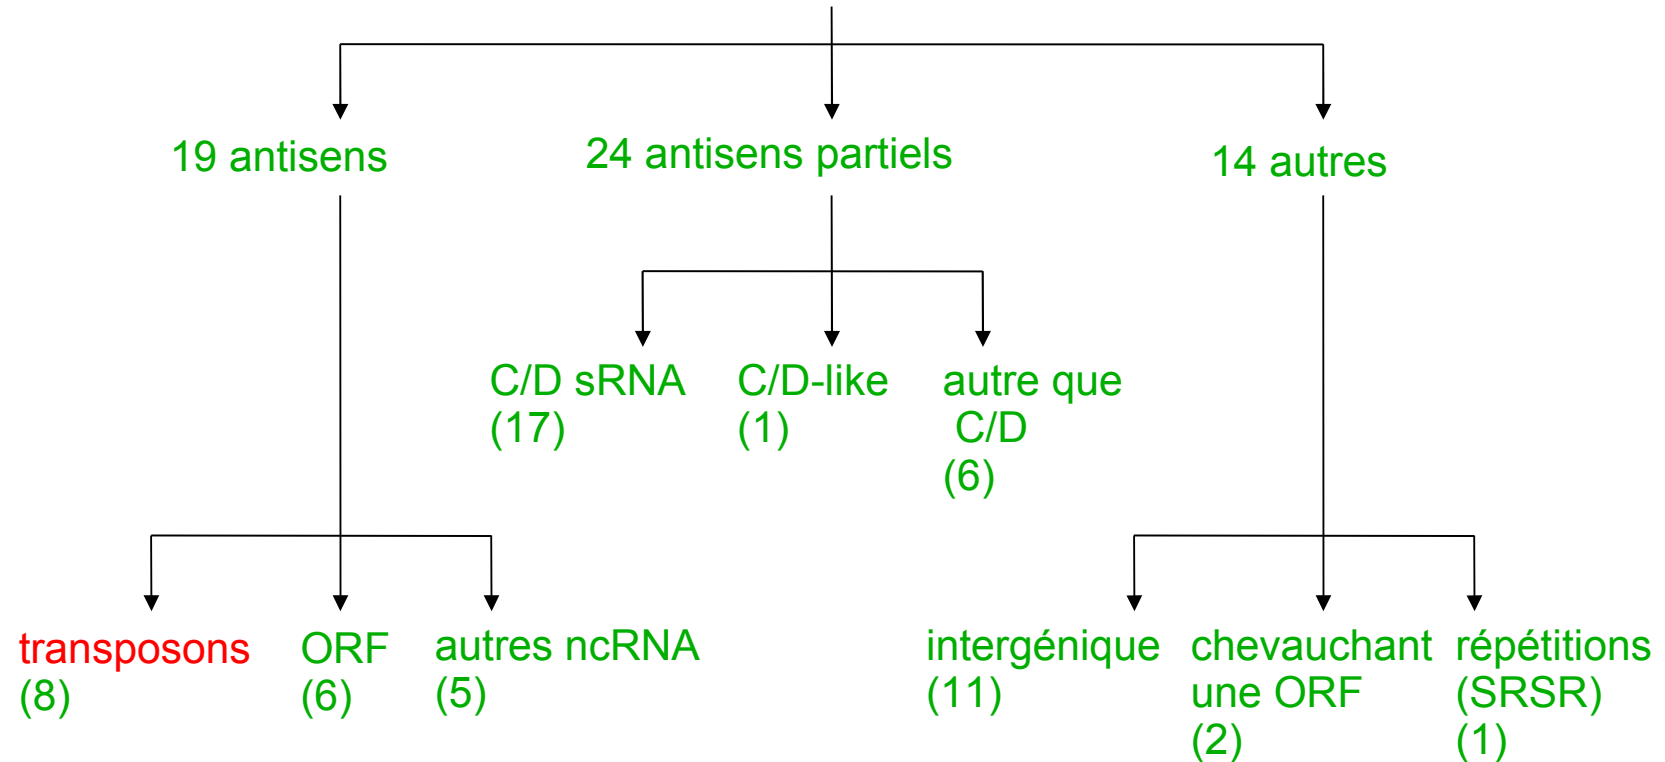 19 antisens
24 antisens partiels
14 autres
C/D sRNA
(17)
C/D-like
(1)
autre que
C/D
(6)
transposons
(8)
ORF
(6)
autres ncRNA
(5)
intergénique
(11)
chevauchant
une ORF
(2)
répétitions
(SRSR)
(1)